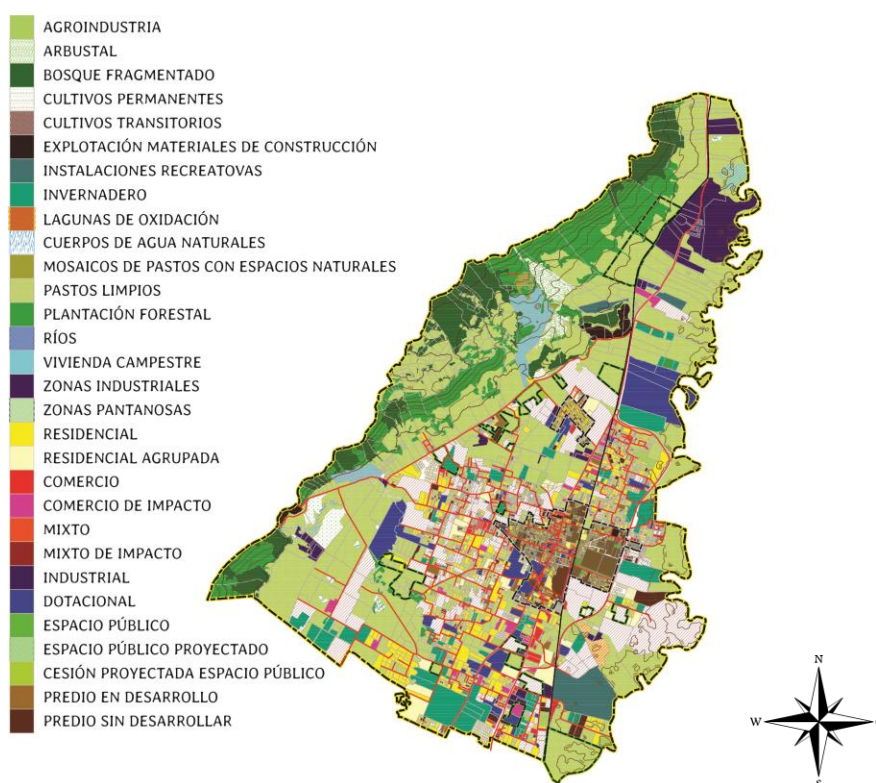 AGROINDUSTRIA
ARBUSTAL
BOSQUE FRAGMENTADO
CULTIVOS PERMANENTES
CULTIVOS TRANSITORIOS
EXPLOTACIÓN MATERIALES DE CONSTRUCCIÓN
INSTALACIONES RECREATOVAS
INVERNADERO
LAGUNAS DE OXIDACIÓN
CUERPOS DE AGUA NATURALES
MOSAICOS DE PASTOS CON ESPACIOS NATURALES
PASTOS LIMPIOS
PLANTACIÓN FORESTAL
RÍOS
VIVIENDA CAMPESTRE
ZONAS INDUSTRIALES
ZONAS PANTANOSAS
RESIDENCIAL
RESIDENCIAL AGRUPADA
COMERCIO
COMERCIO DE IMPACTO
MIXTO
MIXTO DE IMPACTO
INDUSTRIAL
DOTACIONAL
ESPACIO PÚBLICO
ESPACIO PÚBLICO PROYECTADO
CESIÓN PROYECTADA ESPACIO PÚBLICO
PREDIO EN DESARROLLO
PREDIO SIN DESARROLLAR
N
W
E
S